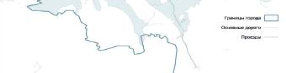 Границы города
Основные дороги
Проезды